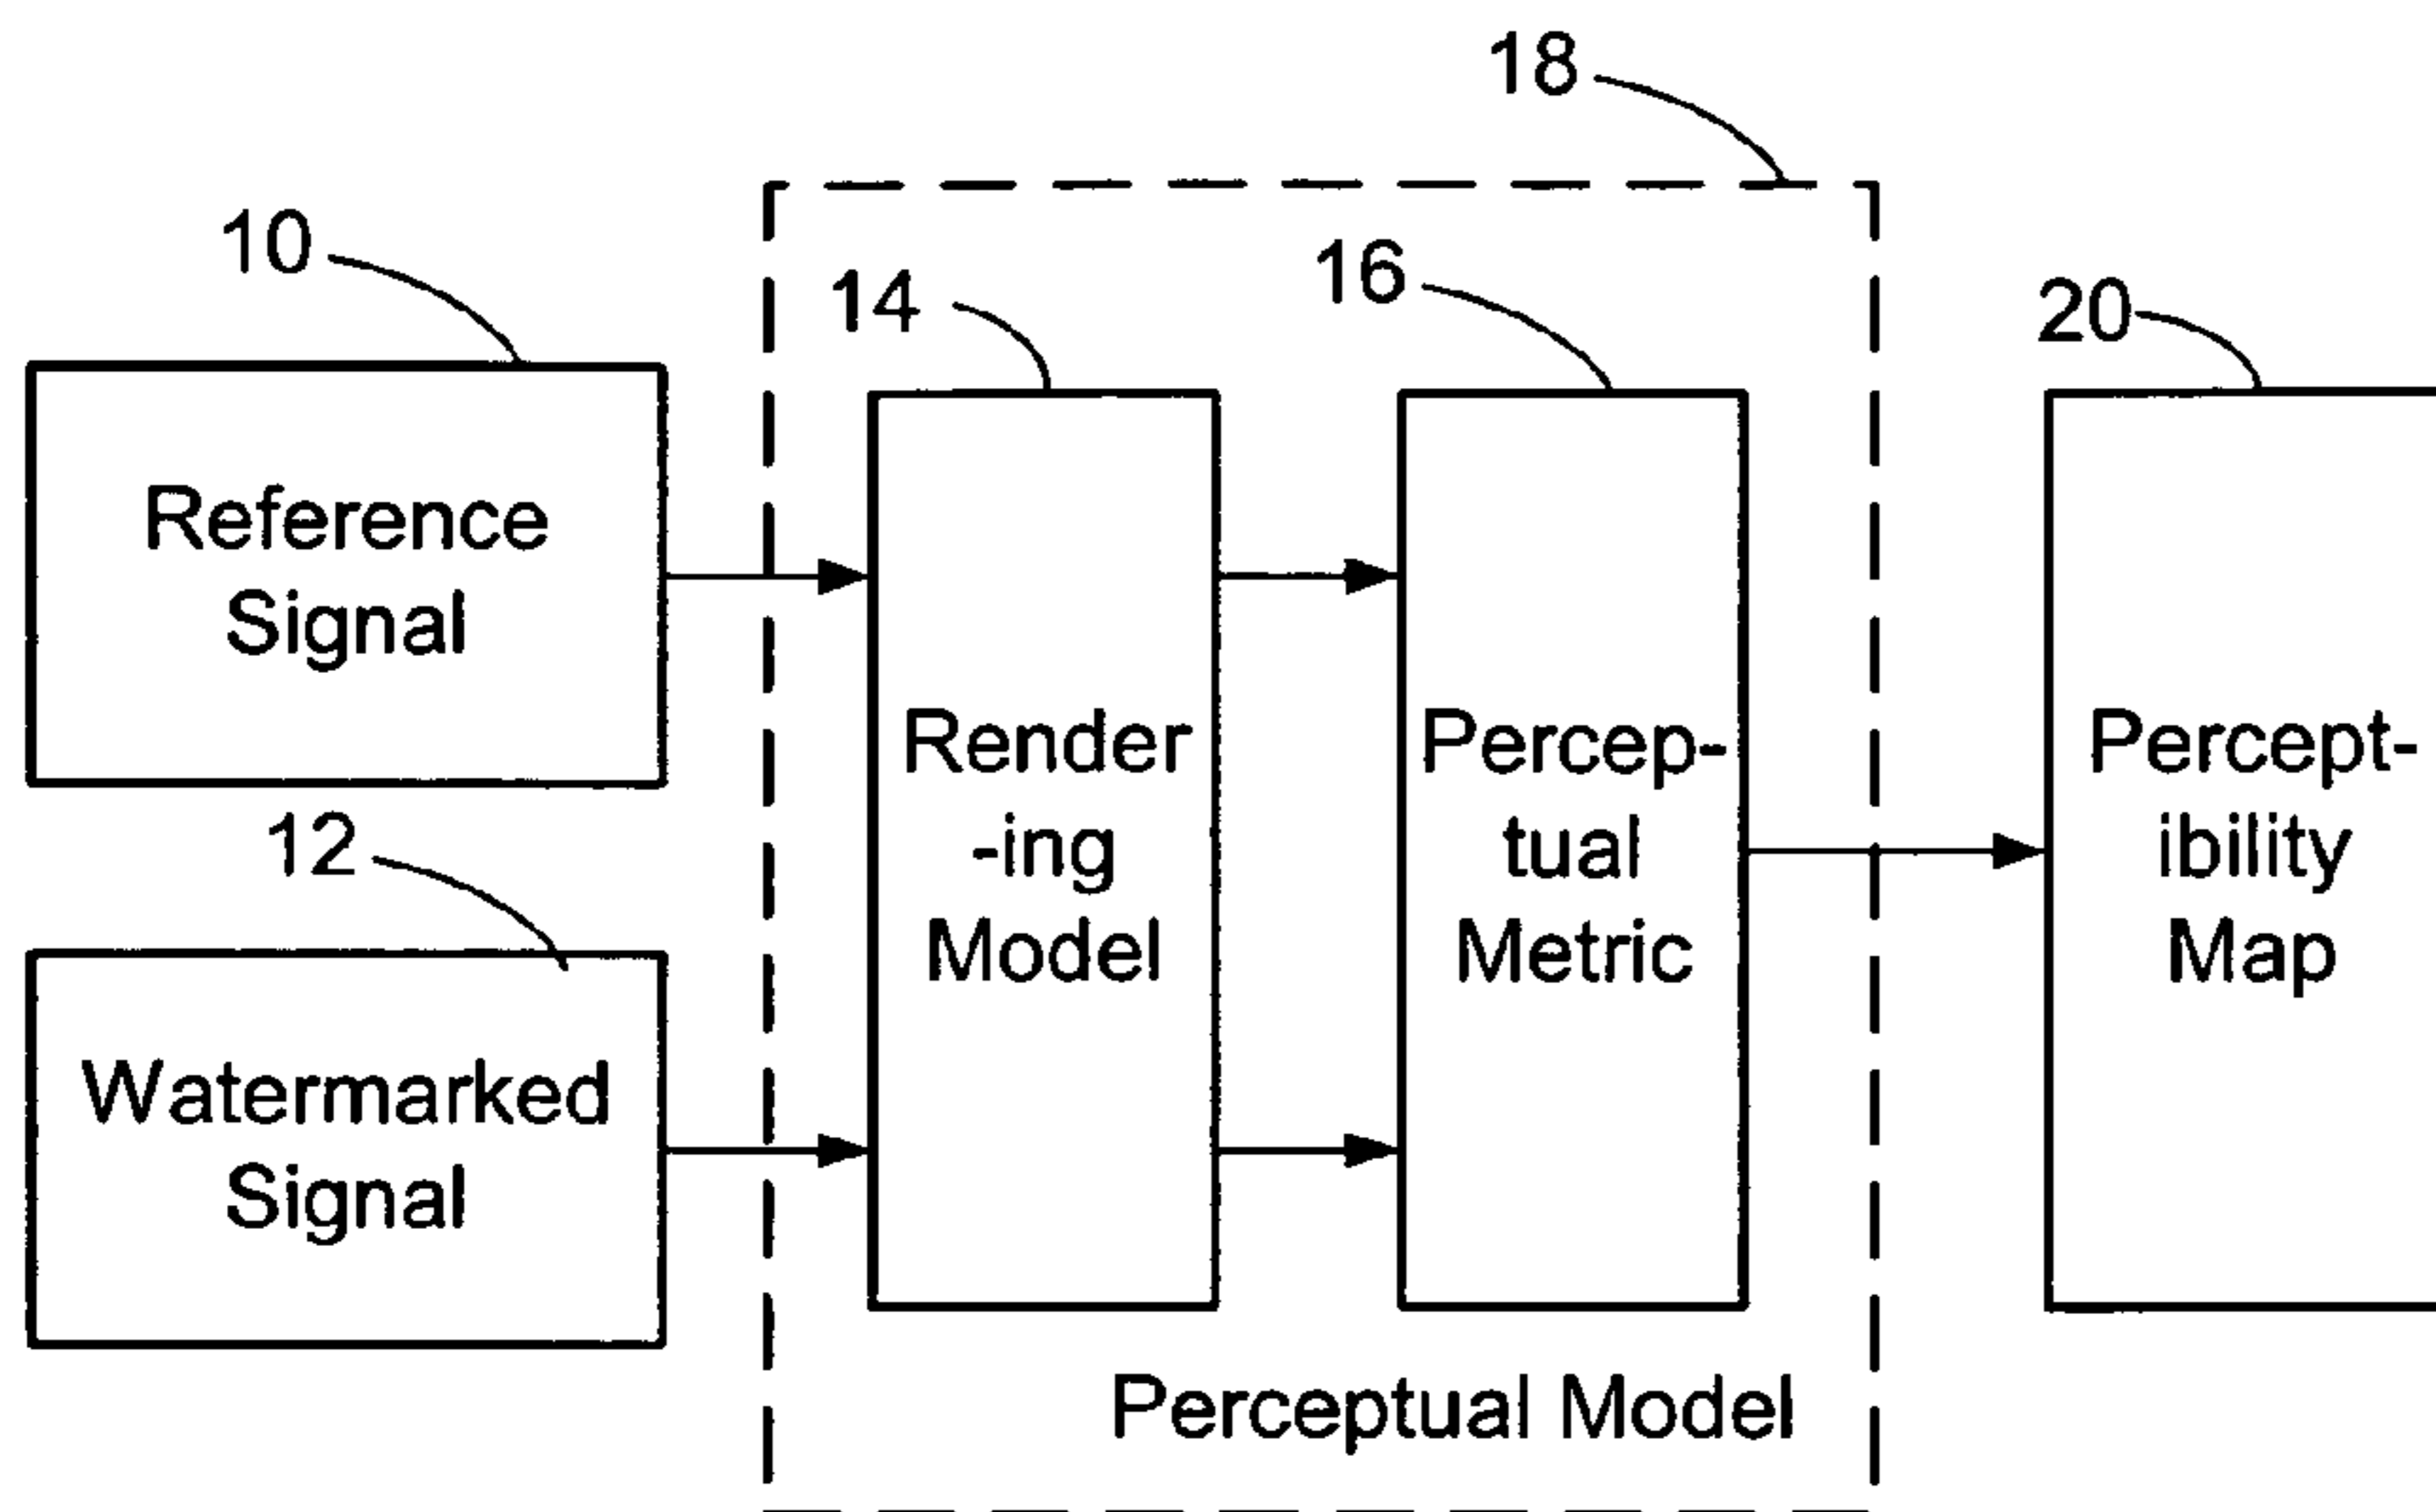 18
10
14
16
20
Reference
Signal
Render
-ing
Model
Percep-
tual
Metric
Percept-
ibility
Map
12
Watermarked
Signal
Perceptual Model